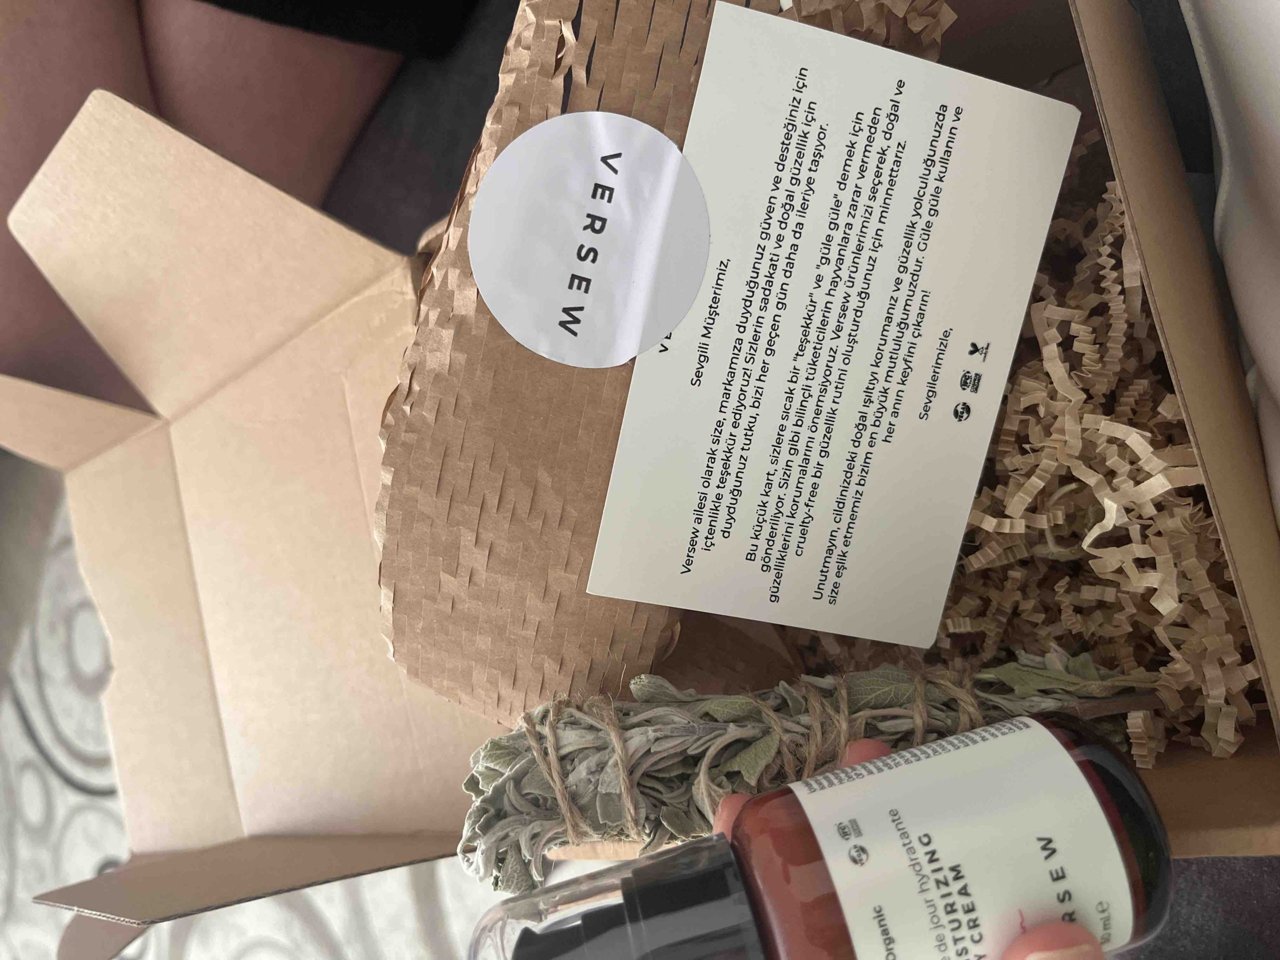 VERSEW
Sevgili Müşterimiz,
Versew ailesi olarak size, markamıza duyduğunuz güven ve desteğiniz için
içtenlikle teşekkür ediyoruz! Sizlerin sadakati ve doğal güzellik için
duyduğunuz tutku, bizi her geçen gün daha da ileriye taşıyor.
Bu küçük kart, sizlere sıcak bir "teşekkür" ve "güle güle" demek için
gönderiliyor. Sizin gibi bilinçli tüketicilerin hayvanlara zarar vermeden
güzelliklerini korumalarını önemsiyoruz. Versew ürünlerimizi seçerek, doğal ve
cruelty-free bir güzellik rutini oluşturduğunuz için minnettarız.
Unutmayın, cildinizdeki doğal ışıltıyı korumanız ve güzellik yolculuğunuzda
size eşlik etmemiz bizim en büyük mutluluğumuzdur. Güle güle kullanın ve
her anın keyfini çıkarın!
Sevgilerimizle,
organic
de jour hydratante
STURIZING
Y CREAM
RSEW